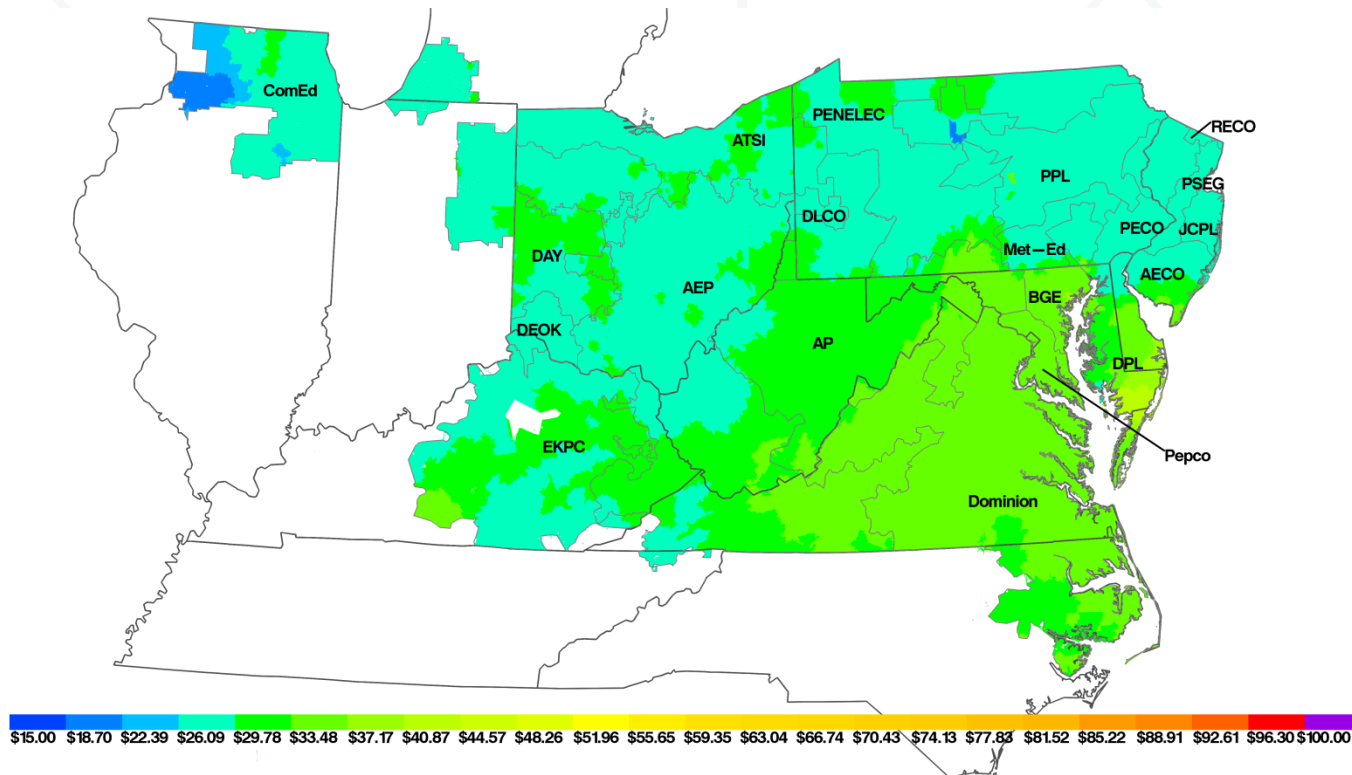 ComEd
PENELEC
ATSI
RECO
PPL
PSEG
DLCO
PECO
JCPL
Met-Ed
DAY
AECO
AEP
BGE
DEOK
AP
DPL
EKPC
Pepco
Dominion
$15.00 $18.70 $22.39 $26.09 $29.78 $33.48 $37.17 $40.87 $44.57 $48.26 $51.96 $55.65 $59.35 $63.04 $66.74 $70.43 $74.13 $77.83 $81.52 $85.22 $88.91 $92.61 $96.30 $100.00